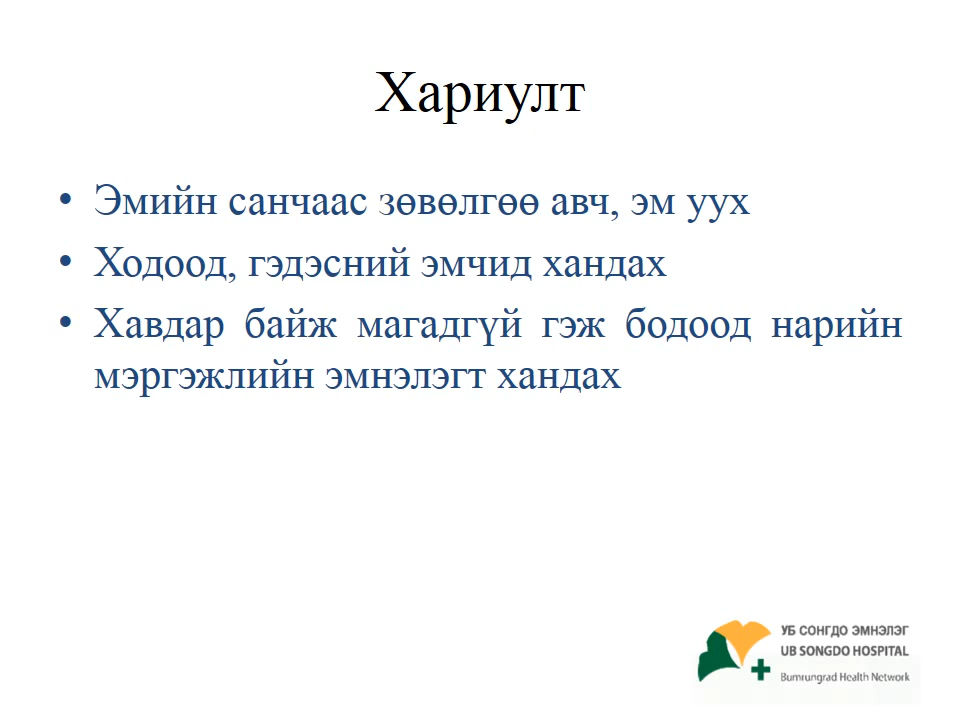 Хариулт
• Эмийн санчаас зөвөлгөө авч, эм уух
• Ходоод, гэдэсний эмчид хандах
• Хавдар байж магадгүй гэж бодоод нарийн
мэргэжлийн эмнэлэгт хандах
УБ СОНГДО ЭМНЭЛЭГ
UB SONGDO HOSPITAL
Bumrungrad Health Network